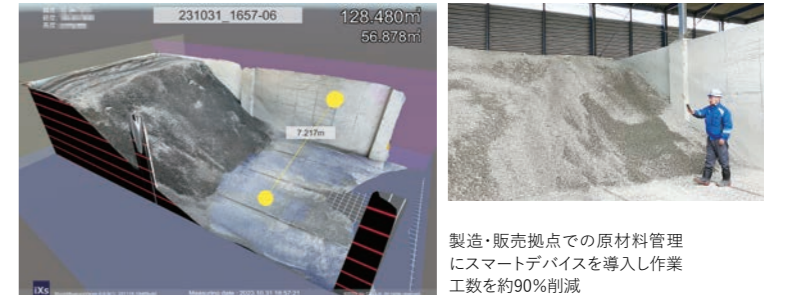 231031_1657-06
128.480㎥
56.878㎡
7.217m
iXs
製造・販売拠点での原材料管理
にスマートデバイスを導入し作業
工数を約90%削減